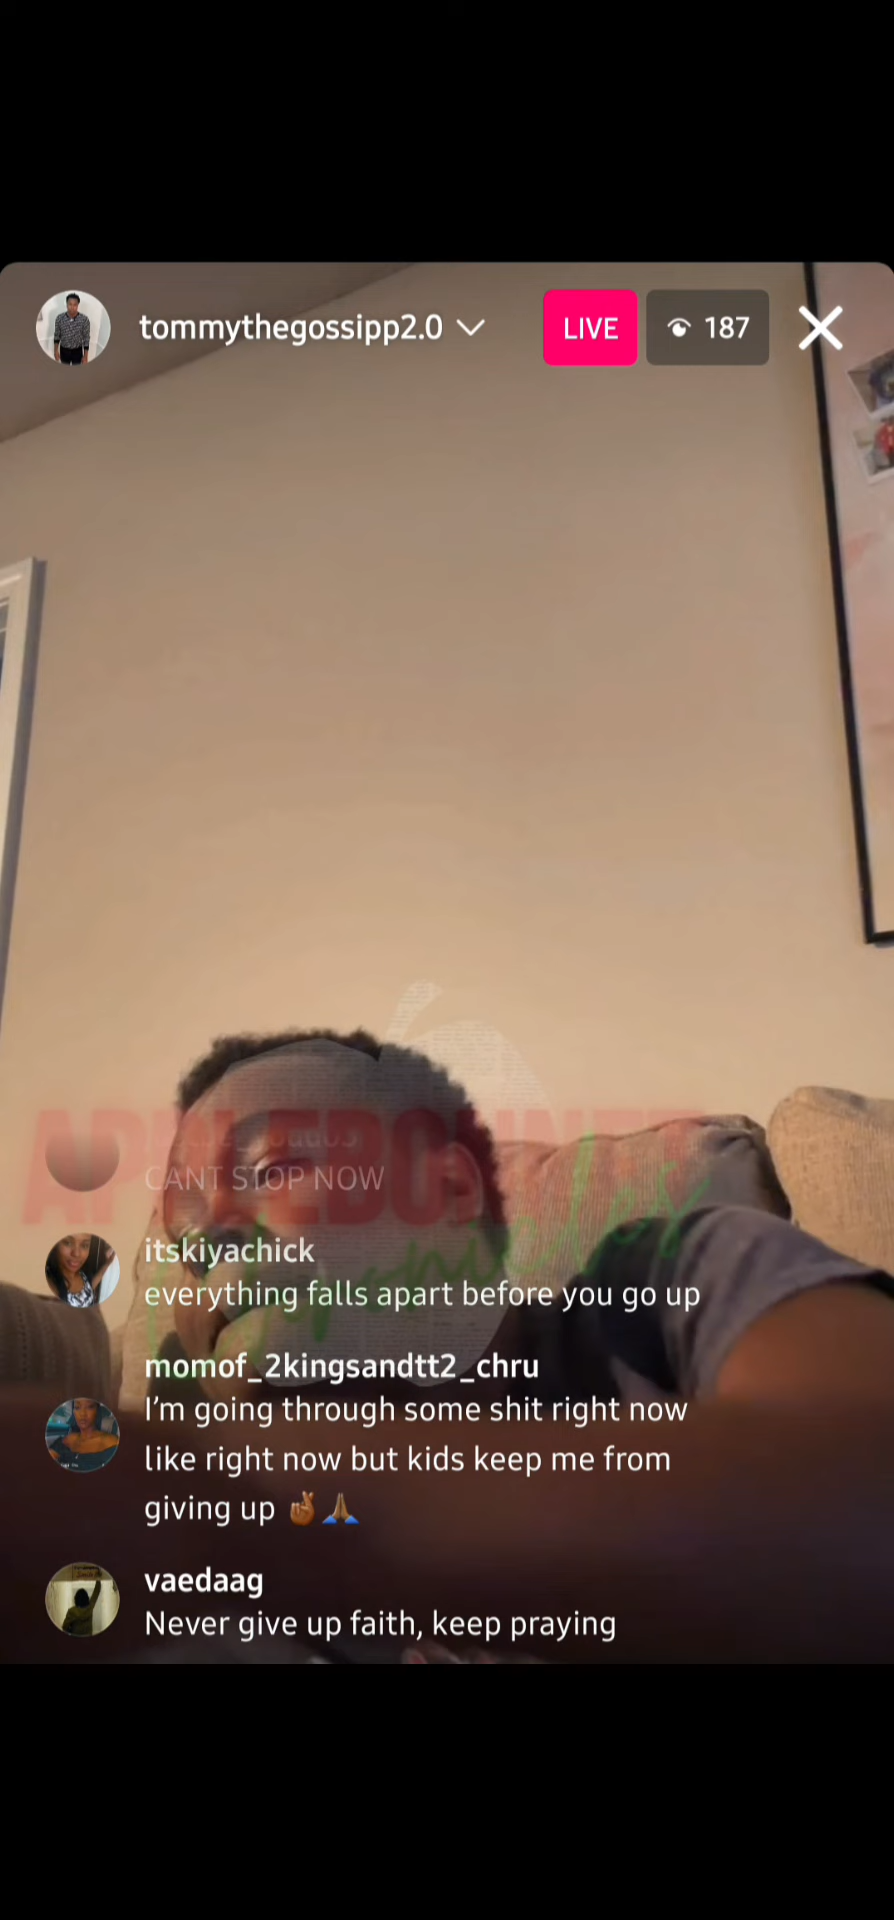 tommythegossipp2.0
LIVE
187
APPLEBONNET
Chronicles
CANT STOP NOW
itskiyachick
everything falls apart before you go up
momof_2kingsandtt2_chru
I’m going through some shit right now
like right now but kids keep me from
giving up 🤞🏾🙏🏾
vaedaag
Never give up faith, keep praying